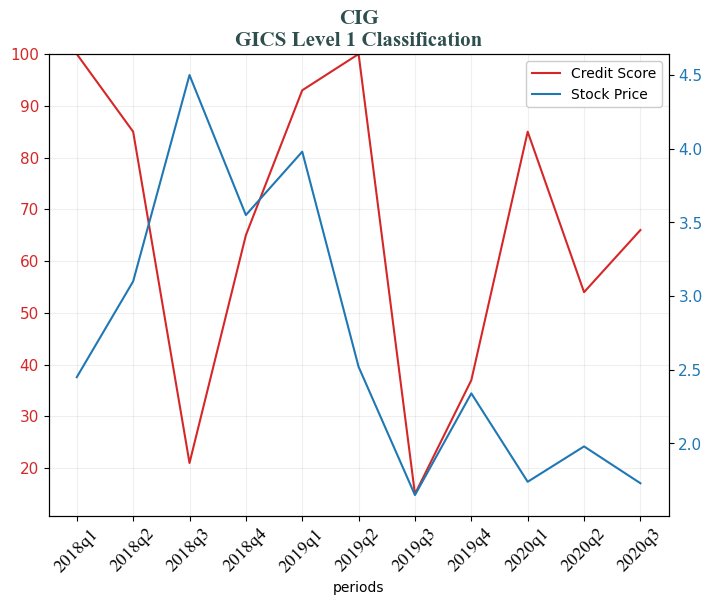 CIG
GICS Level 1 Classification
Credit Score
Stock Price
100
90
80
70
60
50
40
30
20
4.5
4.0
3.5
3.0
2.5
2.0
2018q1
2018q2
2018q3
2018q4
2019q1
2019q2
2019q3
2019q4
2020q1
2020q2
2020q3
periods